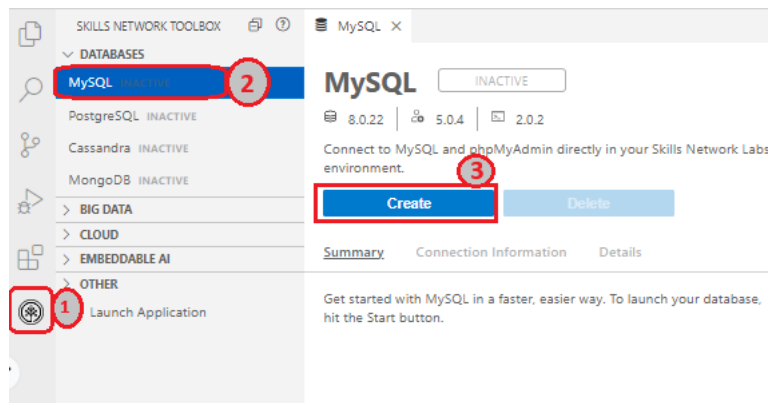 SKILLS NETWORK TOOLBOX
DATABASES
MySQL INACTIVE
2
PostgreSQL INACTIVE
Cassandra INACTIVE
MongoDB INACTIVE
BIG DATA
CLOUD
EMBEDDABLE AI
OTHER
1
Launch Application
MySQL
MySQL INACTIVE
8.0.22 5.0.4 2.0.2
Connect to MySQL and phpMyAdmin directly in your Skills Network Labs
environment.
3
Create Delete
Summary Connection Information Details
Get started with MySQL in a faster, easier way. To launch your database,
hit the Start button.